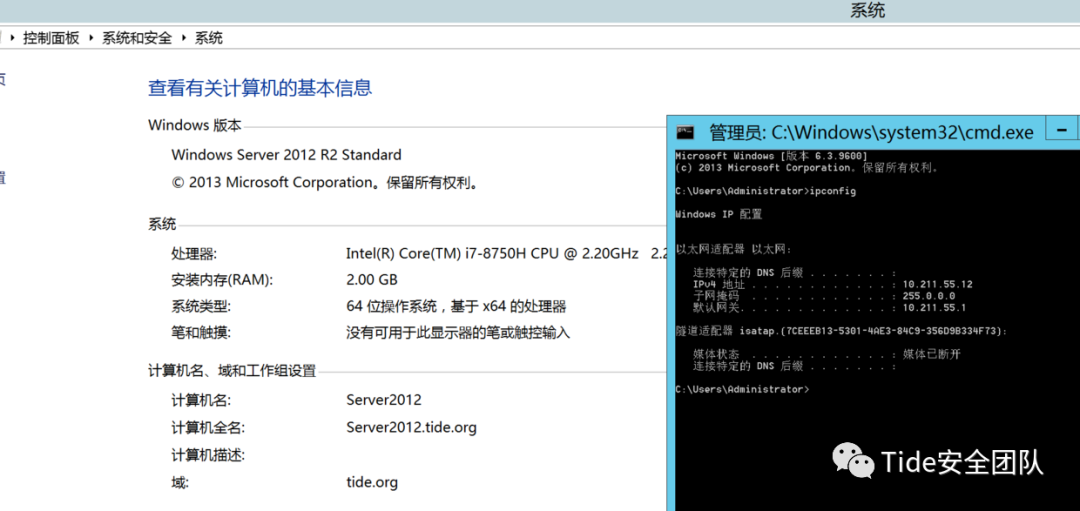 系统
控制面板 ▸ 系统和安全 ▸ 系统
页
置
查看有关计算机的基本信息
Windows 版本
Windows Server 2012 R2 Standard
© 2013 Microsoft Corporation。保留所有权利。
系统
处理器: Intel(R) Core(TM) i7-8750H CPU @ 2.20GHz 2.2
安装内存(RAM): 2.00 GB
系统类型: 64 位操作系统，基于 x64 的处理器
笔和触摸: 没有可用于此显示器的笔或触控输入
计算机名、域和工作组设置
计算机名: Server2012
计算机全名: Server2012.tide.org
计算机描述:
域: tide.org
管理员: C:\Windows\system32\cmd.exe
Microsoft Windows [版本 6.3.9600]
(c) 2013 Microsoft Corporation。保留所有权利。
C:\Users\Administrator>ipconfig
Windows IP 配置
以太网适配器 以太网:
连接特定的 DNS 后缀 . . . . . . . :
IPv4 地址 . . . . . . . . . . . . : 10.211.55.12
子网掩码 . . . . . . . . . . . . : 255.0.0.0
默认网关. . . . . . . . . . . . . : 10.211.55.1
隧道适配器 isatap.{7CEEEB13-5301-4AE3-84C9-356D9B334F73}:
媒体状态 . . . . . . . . . . . . : 媒体已断开
连接特定的 DNS 后缀 . . . . . . . :
C:\Users\Administrator>
Tide安全团队